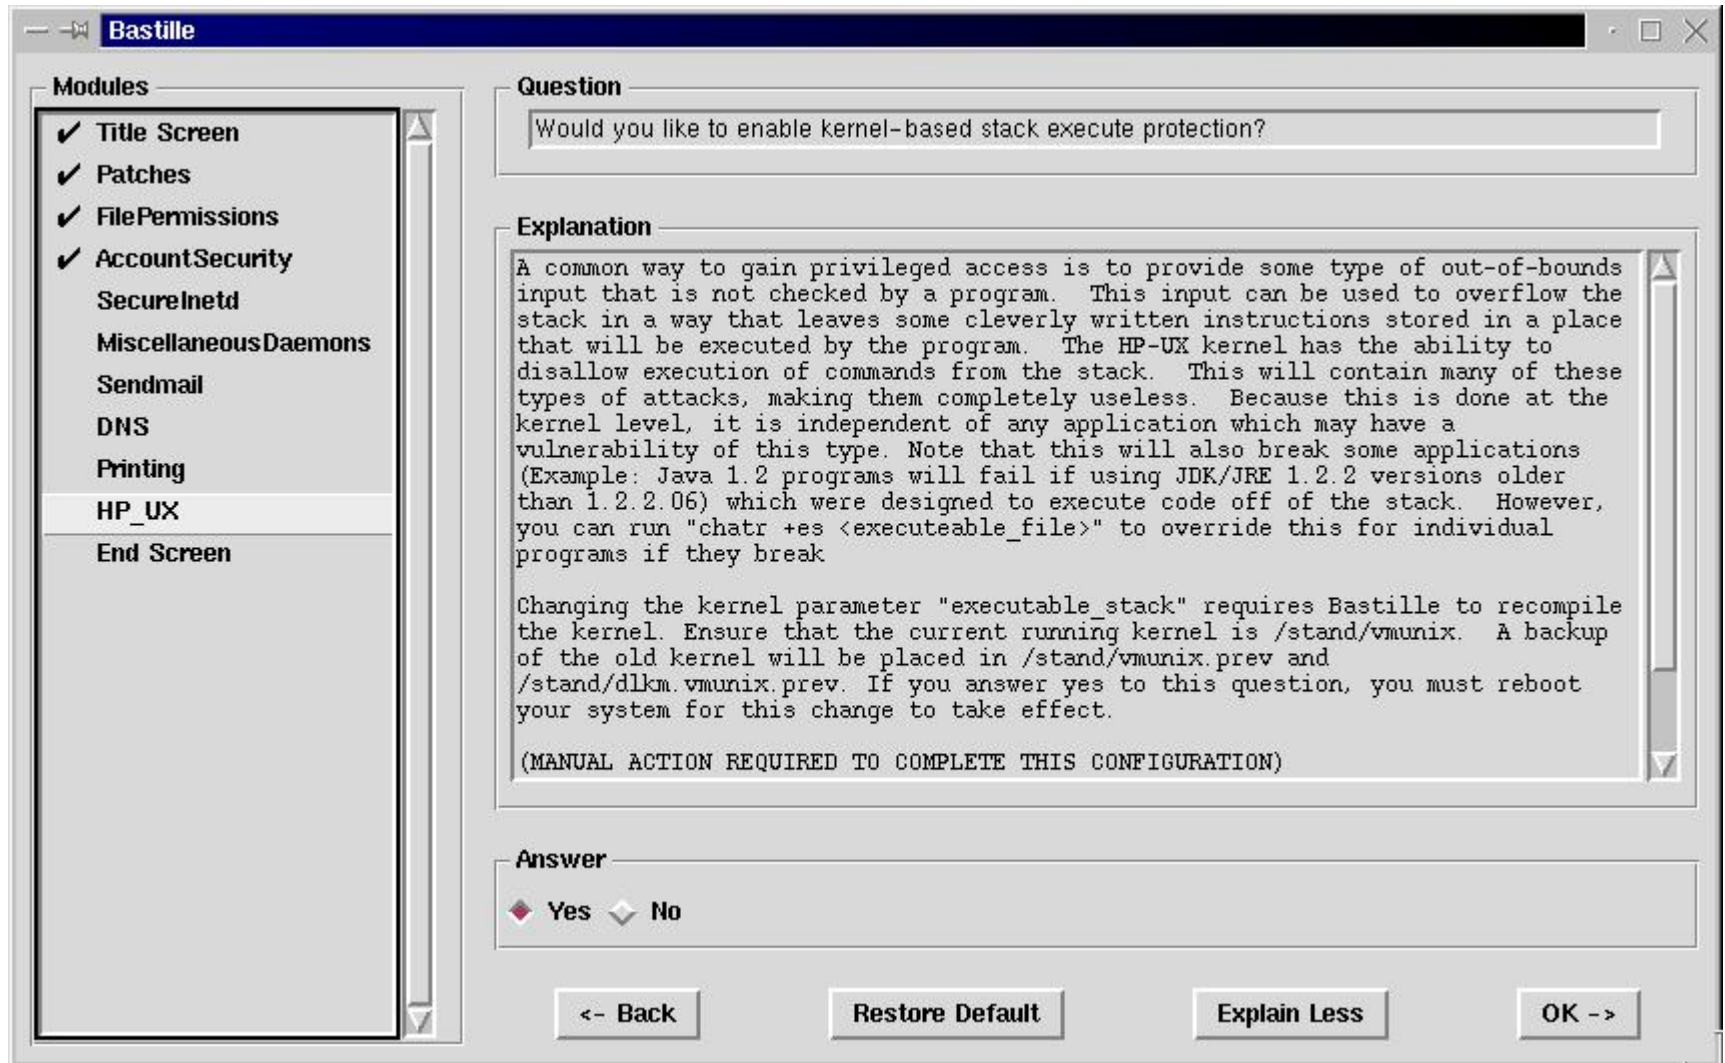 Bastille
Modules
✔ Title Screen
✔ Patches
✔ FilePermissions
✔ AccountSecurity
SecureInetd
MiscellaneousDaemons
Sendmail
DNS
Printing
HP_UX
End Screen
Question
Would you like to enable kernel-based stack execute protection?
Explanation
A common way to gain privileged access is to provide some type of out-of-bounds
input that is not checked by a program.  This input can be used to overflow the
stack in a way that leaves some cleverly written instructions stored in a place
that will be executed by the program.  The HP-UX kernel has the ability to
disallow execution of commands from the stack.  This will contain many of these
types of attacks, making them completely useless.  Because this is done at the
kernel level, it is independent of any application which may have a
vulnerability of this type. Note that this will also break some applications
(Example: Java 1.2 programs will fail if using JDK/JRE 1.2.2 versions older
than 1.2.2.06) which were designed to execute code off of the stack.  However,
you can run "chatr +es <executeable_file>" to override this for individual
programs if they break
Changing the kernel parameter "executable_stack" requires Bastille to recompile
the kernel. Ensure that the current running kernel is /stand/vmunix.  A backup
of the old kernel will be placed in /stand/vmunix.prev and
/stand/dlkm.vmunix.prev. If you answer yes to this question, you must reboot
your system for this change to take effect.
(MANUAL ACTION REQUIRED TO COMPLETE THIS CONFIGURATION)
Answer
Yes No
<- Back Restore Default Explain Less OK ->